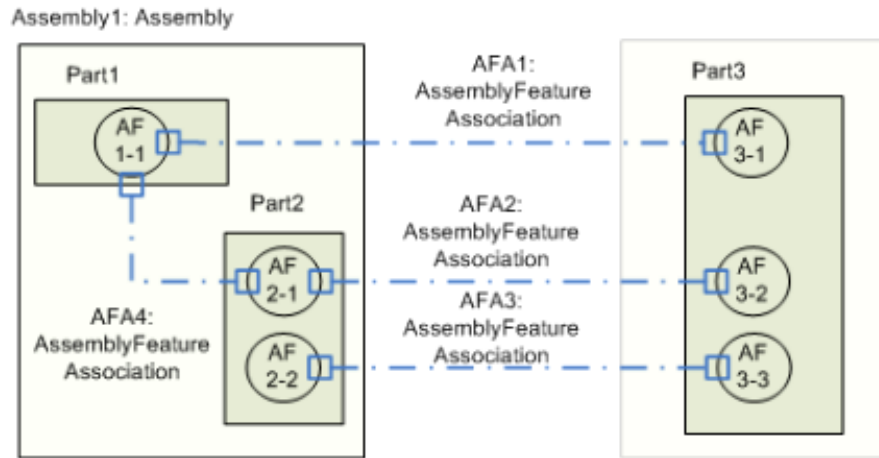 Assembly1: Assembly
Part1
AF
1-1
Part2
AF
2-1
AF
2-2
AFA4:
AssemblyFeature
Association
AFA1:
AssemblyFeature
Association
AFA2:
AssemblyFeature
Association
AFA3:
AssemblyFeature
Association
Part3
AF
3-1
AF
3-2
AF
3-3